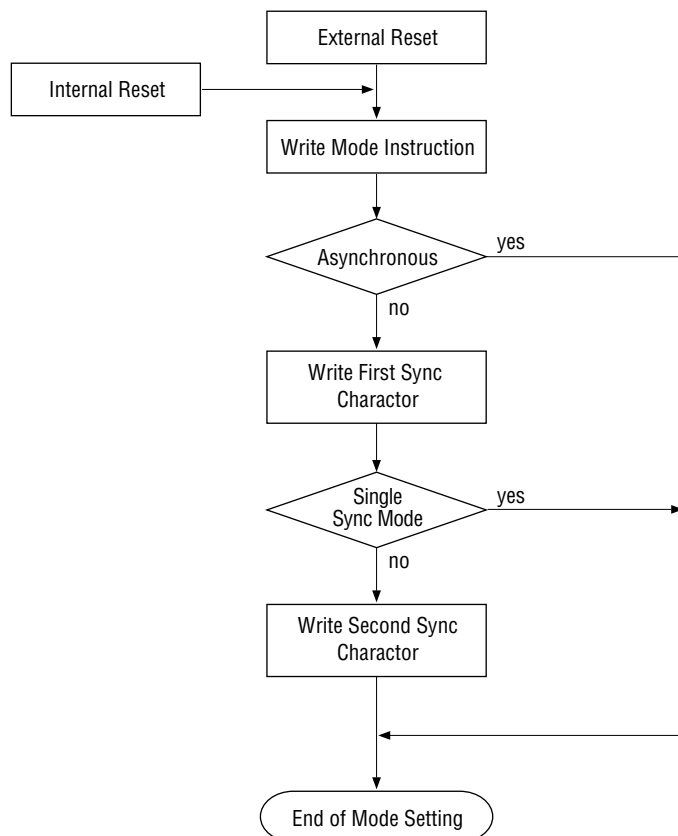 External Reset
Internal Reset
Write Mode Instruction
Asynchronous
yes
no
Write First Sync
Charactor
Single
Sync Mode
yes
no
Write Second Sync
Charactor
End of Mode Setting